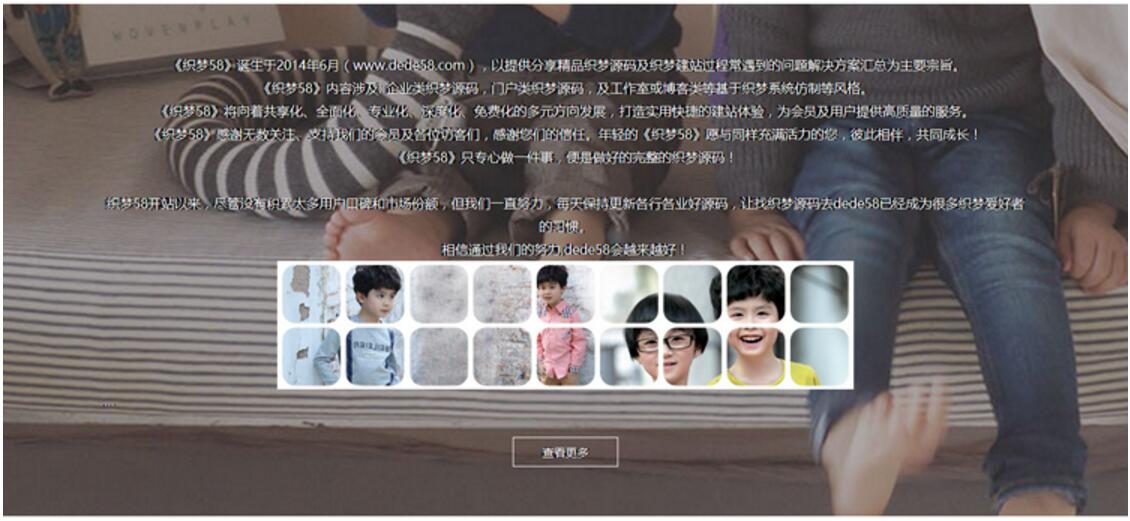 HOVERPLAY
《织梦58》诞生于2014年6月（www.dede58.com），以提供分享精品织梦源码及织梦建站过程常遇到的问题解决方案汇总为主要宗旨。
《织梦58》内容涉及 企业类织梦源码，门户类织梦源码，及工作室或博客类等基于织梦系统仿制等风格。
《织梦58》将向着共享化、全面化、专业化、深度化、免费化的多元方向发展，打造实用快捷的建站体验，为会员及用户提供高质量的服务。
《织梦58》感谢无数关注、支持我们的会员及各位访客们，感谢您们的信任。年轻的《织梦58》愿与同样充满活力的您，彼此相伴，共同成长！
《织梦58》只专心做一件事，便是做好的完整的织梦源码！
织梦58开站以来，尽管没有积累太多用户口碑和市场份额，但我们一直努力，每天保持更新各行各业好源码，让找织梦源码去dede58已经成为很多织梦爱好者
的习惯。
相信通过我们的努力,dede58会越来越好！
....
查看更多